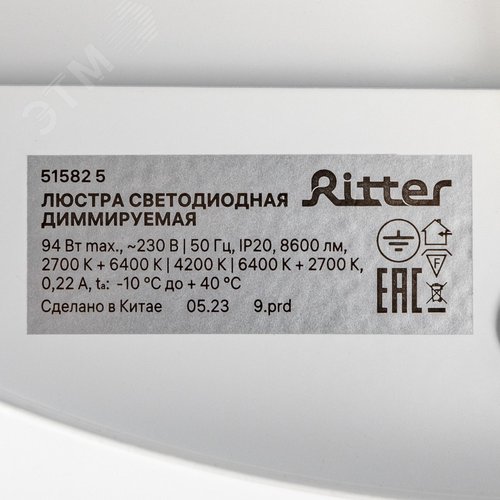 ЭТМ
51582 5
Ritter
ЛЮСТРА СВЕТОДИОДНАЯ
ДИММИРУЕМАЯ
94 Вт max., ~230 В | 50 Гц, IP20, 8600 лм,
2700 К + 6400 К | 4200 К | 6400 К + 2700 К,
0,22 А, tₐ: -10 °C до + 40 °C
Сделано в Китае 05.23 9.prd
F
EAC